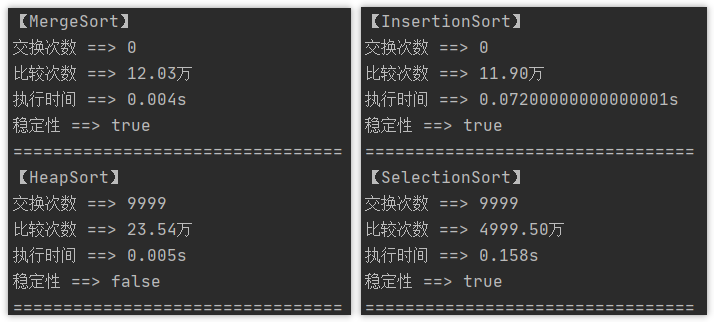 【MergeSort】
交换次数 ==> 0
比较次数 ==> 12.03万
执行时间 ==> 0.004s
稳定性 ==> true
=================================
【HeapSort】
交换次数 ==> 9999
比较次数 ==> 23.54万
执行时间 ==> 0.005s
稳定性 ==> false
=================================
【InsertionSort】
交换次数 ==> 0
比较次数 ==> 11.90万
执行时间 ==> 0.07200000000000001s
稳定性 ==> true
=================================
【SelectionSort】
交换次数 ==> 9999
比较次数 ==> 4999.50万
执行时间 ==> 0.158s
稳定性 ==> true
=================================